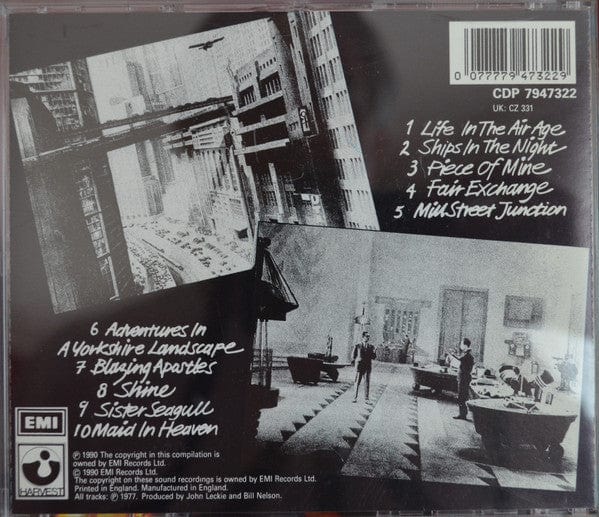 0 077779 473229
CDP 7947322
UK: CZ 331
1 Life In The Air Age
2 Ships In The Night
3 Piece Of Mine
4 Fair Exchange
5 Mill Street Junction
6 Adventures In
A Yorkshire Landscape
7 Blazing Apostles
8 Shine
9 Sister Seagull
10 Maid In Heaven
EMI
HARVEST
℗ 1990 The copyright in this compilation is
owned by EMI Records Ltd.
© 1990 EMI Records Ltd.
The copyright on these sound recordings is owned by EMI Records Ltd.
Printed in England. Manufactured in England.
All tracks: ℗ 1977. Produced by John Leckie and Bill Nelson.